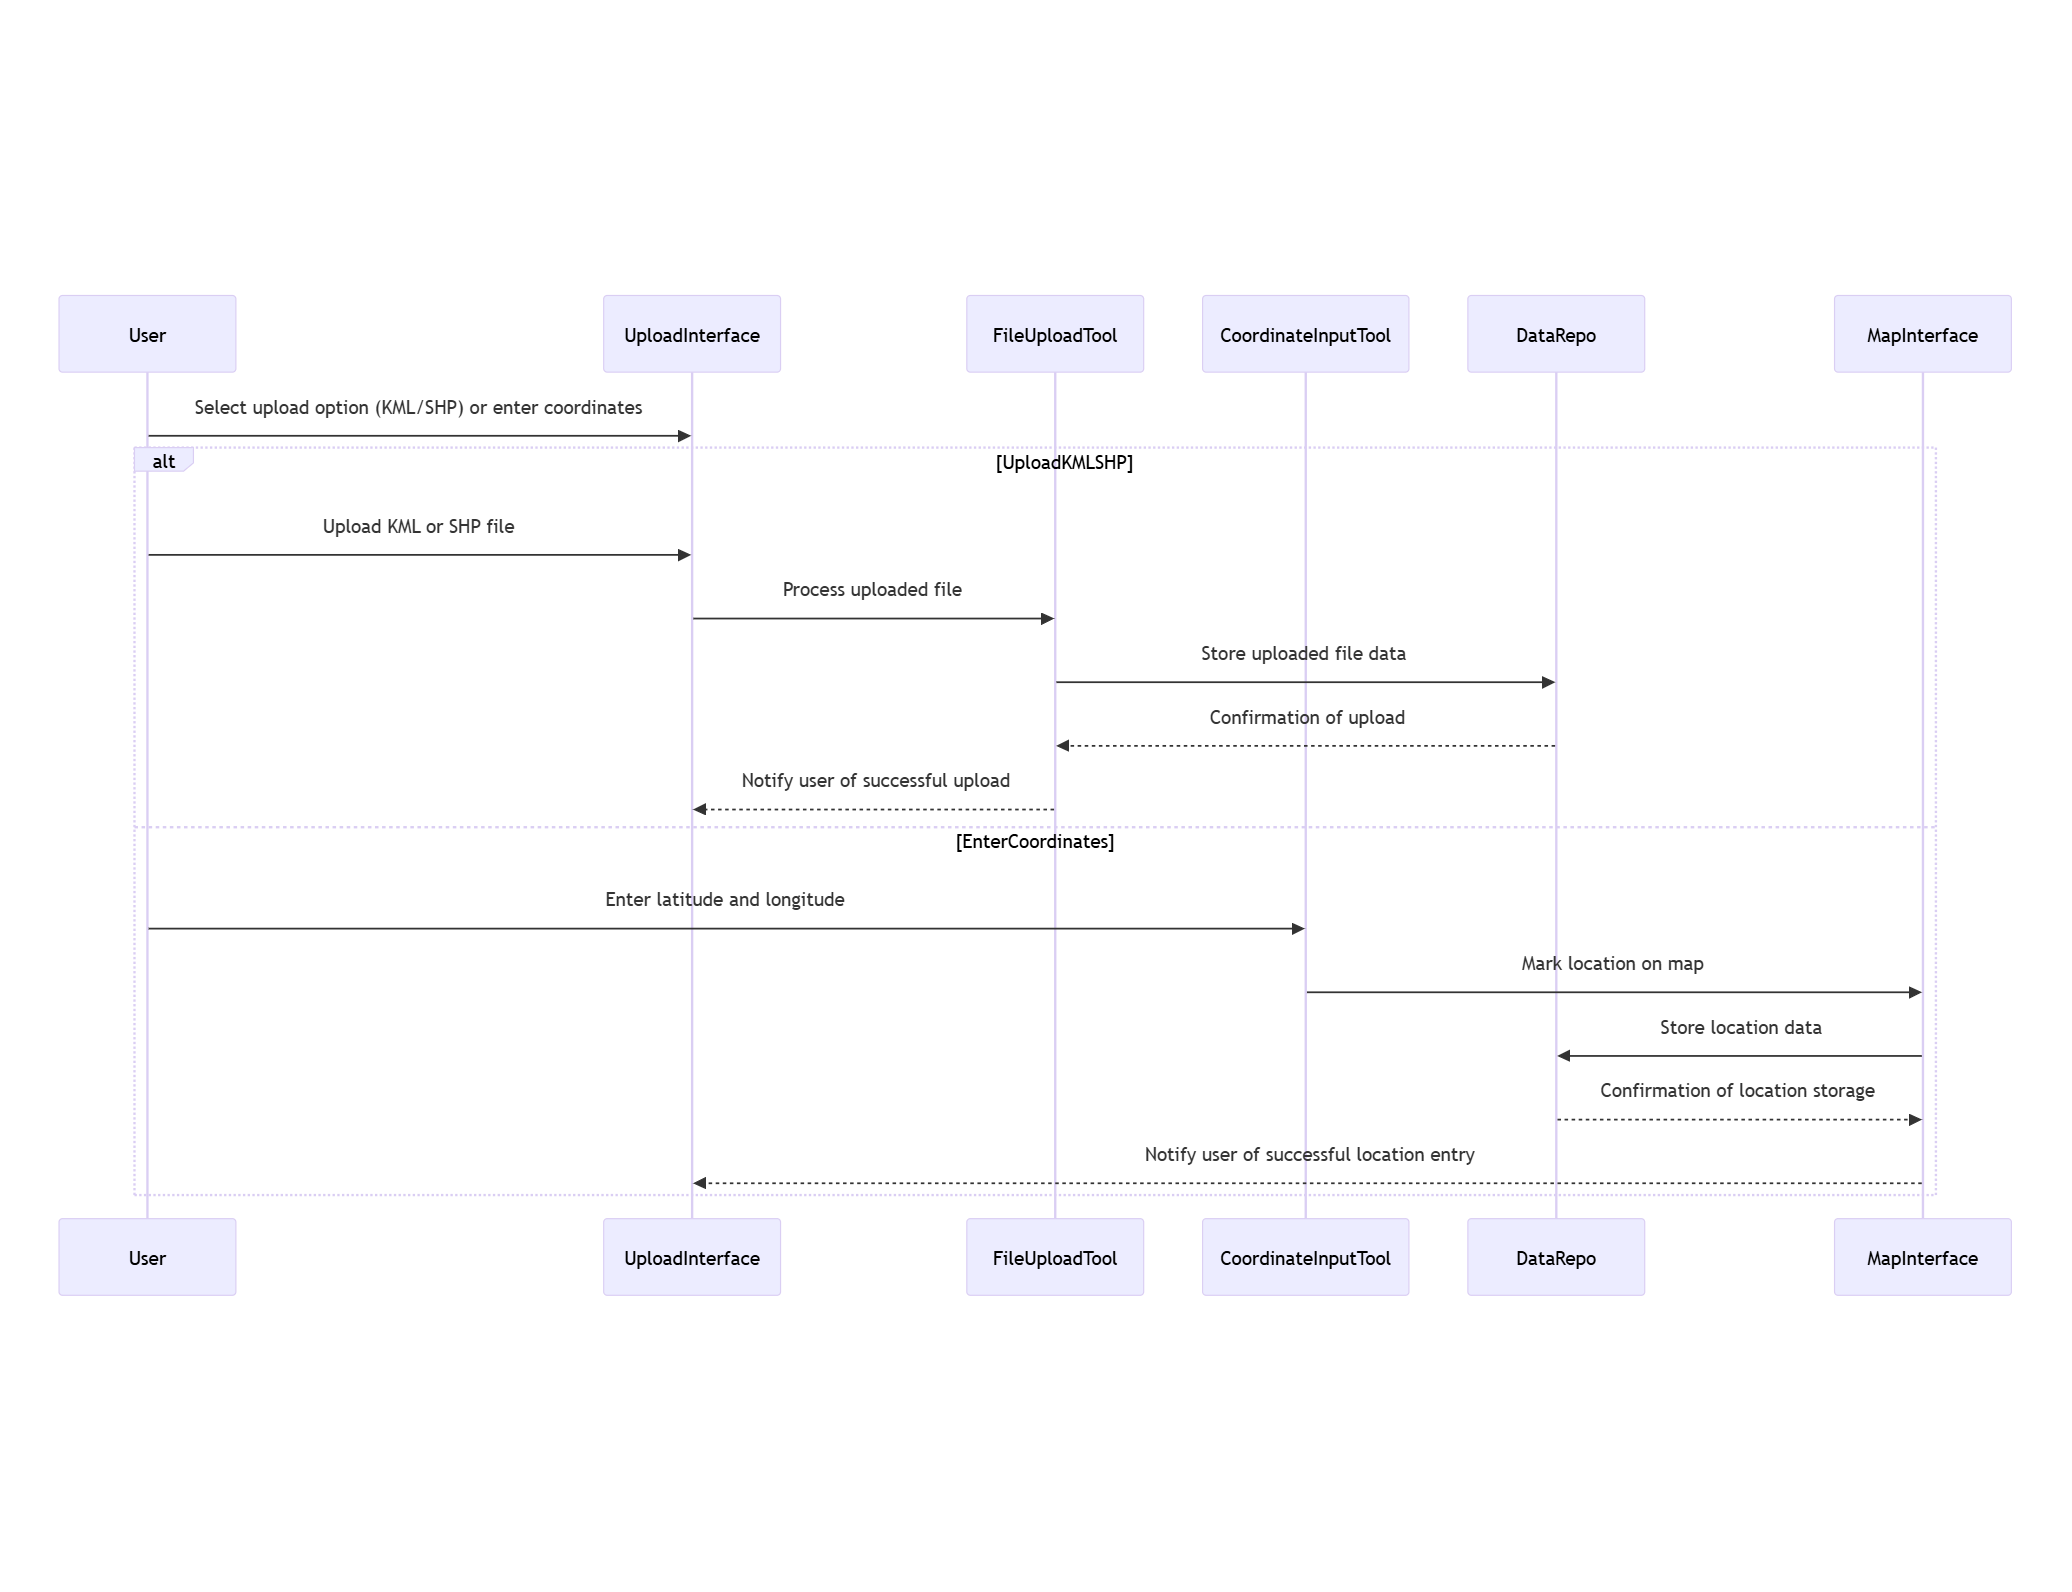 User
UploadInterface
FileUploadTool
CoordinateInputTool
DataRepo
MapInterface
Select upload option (KML/SHP) or enter coordinates
alt
[UploadKMLSHP]
Upload KML or SHP file
Process uploaded file
Store uploaded file data
Confirmation of upload
Notify user of successful upload
[EnterCoordinates]
Enter latitude and longitude
Mark location on map
Store location data
Confirmation of location storage
Notify user of successful location entry
User
UploadInterface
FileUploadTool
CoordinateInputTool
DataRepo
MapInterface